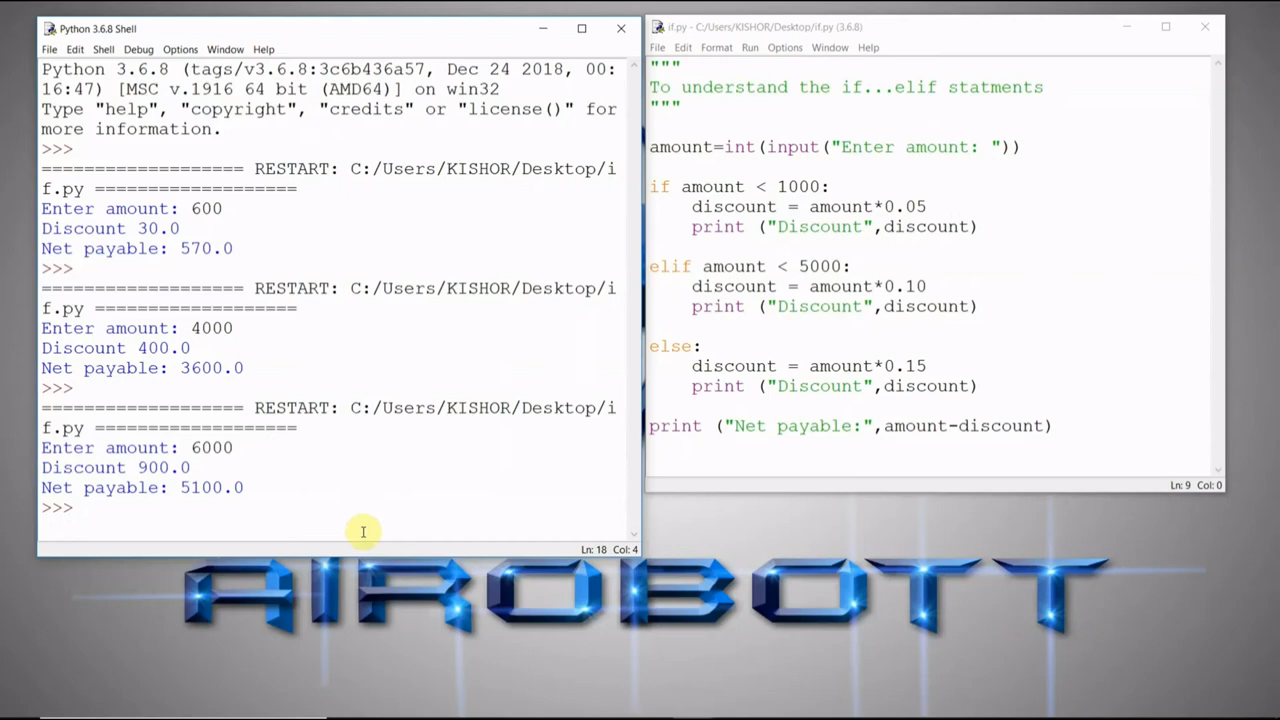 Python 3.6.8 Shell
File Edit Shell Debug Options Window Help
Python 3.6.8 (tags/v3.6.8:3c6b436a57, Dec 24 2018, 00:
16:47) [MSC v.1916 64 bit (AMD64)] on win32
Type "help", "copyright", "credits" or "license()" for
more information.
>>>
=================== RESTART: C:/Users/KISHOR/Desktop/i
f.py ===================
Enter amount: 600
Discount 30.0
Net payable: 570.0
>>>
=================== RESTART: C:/Users/KISHOR/Desktop/i
f.py ===================
Enter amount: 4000
Discount 400.0
Net payable: 3600.0
>>>
=================== RESTART: C:/Users/KISHOR/Desktop/i
f.py ===================
Enter amount: 6000
Discount 900.0
Net payable: 5100.0
>>>
Ln: 18 Col: 4
if.py - C:/Users/KISHOR/Desktop/if.py (3.6.8)
File Edit Format Run Options Window Help
"""
To understand the if...elif statments
"""
amount=int(input("Enter amount: "))
if amount < 1000:
    discount = amount*0.05
    print ("Discount",discount)
elif amount < 5000:
    discount = amount*0.10
    print ("Discount",discount)
else:
    discount = amount*0.15
    print ("Discount",discount)
print ("Net payable:",amount-discount)
Ln: 9 Col: 0
AIROBOTT